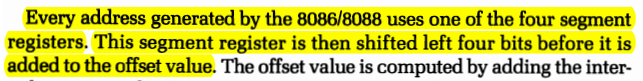 Every address generated by the 8086/8088 uses one of the four segment
registers. This segment register is then shifted left four bits before it is
added to the offset value. The offset value is computed by adding the inter-